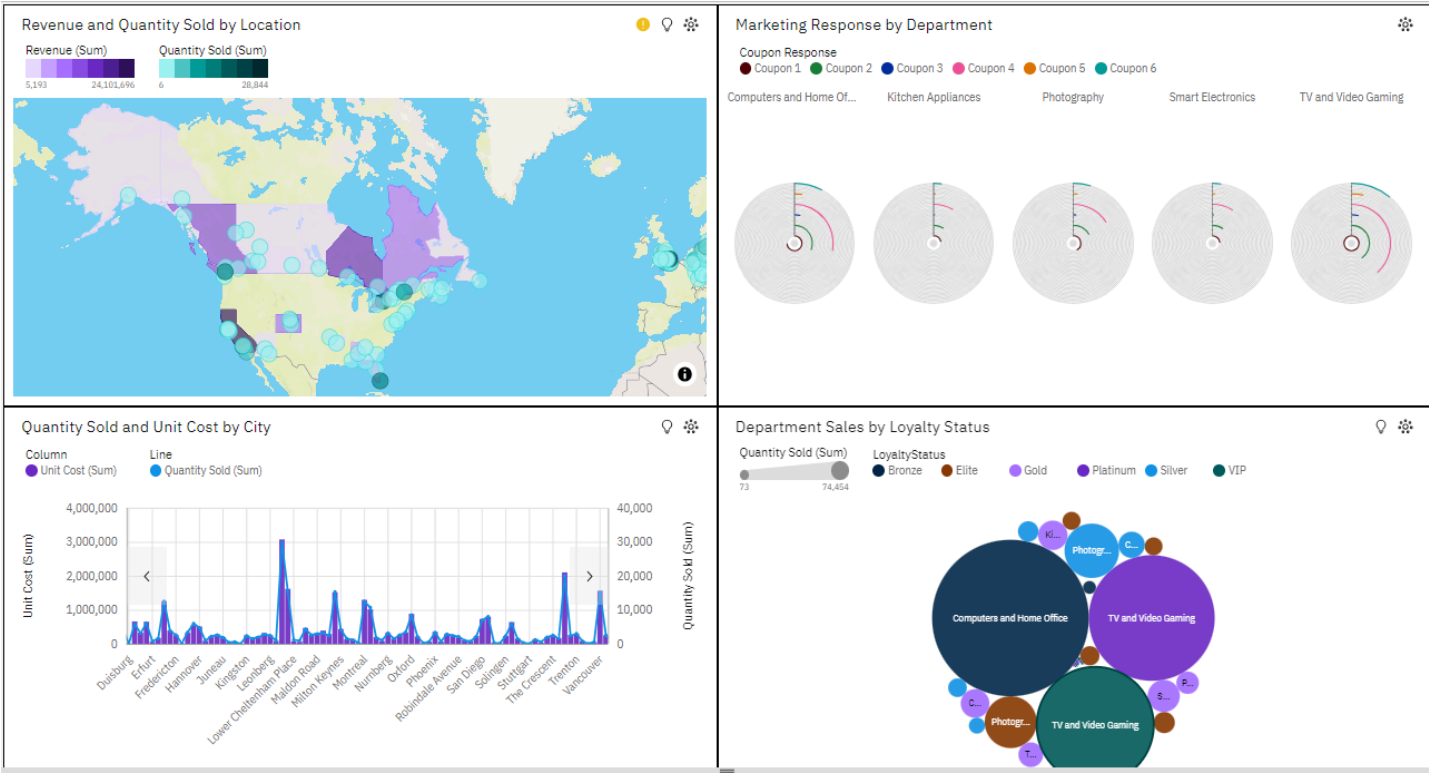 Revenue and Quantity Sold by Location
Revenue (Sum) Quantity Sold (Sum)
5,193 24,101,696 6 28,844
Marketing Response by Department
Coupon Response
Coupon 1 Coupon 2 Coupon 3 Coupon 4 Coupon 5 Coupon 6
Computers and Home Of... Kitchen Appliances Photography Smart Electronics TV and Video Gaming
Quantity Sold and Unit Cost by City
Column Line
Unit Cost (Sum) Quantity Sold (Sum)
4,000,000 40,000
3,000,000 30,000
2,000,000 20,000
1,000,000 10,000
0 0
Unit Cost (Sum)
Quantity Sold (Sum)
Duisburg
Erfurt
Fredericton
Hannover
Juneau
Kingston
Leonberg
Lower Cheltenham Place
Maldon Road
Milton Keynes
Montreal
Nurnberg
Oxford
Phoenix
Robindale Avenue
San Diego
Solingen
Stuttgart
The Crescent
Trenton
Vancouver
Department Sales by Loyalty Status
Quantity Sold (Sum) LoyaltyStatus
73 74,454 Bronze Elite Gold Platinum Silver VIP
Ki...
Photogr...
C...
Computers and Home Office
TV and Video Gaming
P...
S...
C...
Photogr...
TV and Video Gaming
T...